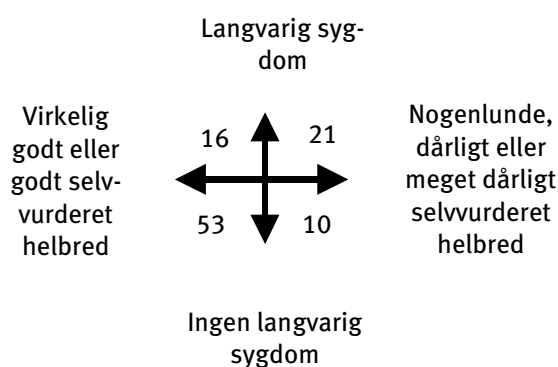 Langvarig syg-
dom
Virkelig
godt eller
godt selv-
vurderet
helbred
16
21
53
10
Nogenlunde,
dårligt eller
meget dårligt
selvvurderet
helbred
Ingen langvarig
sygdom